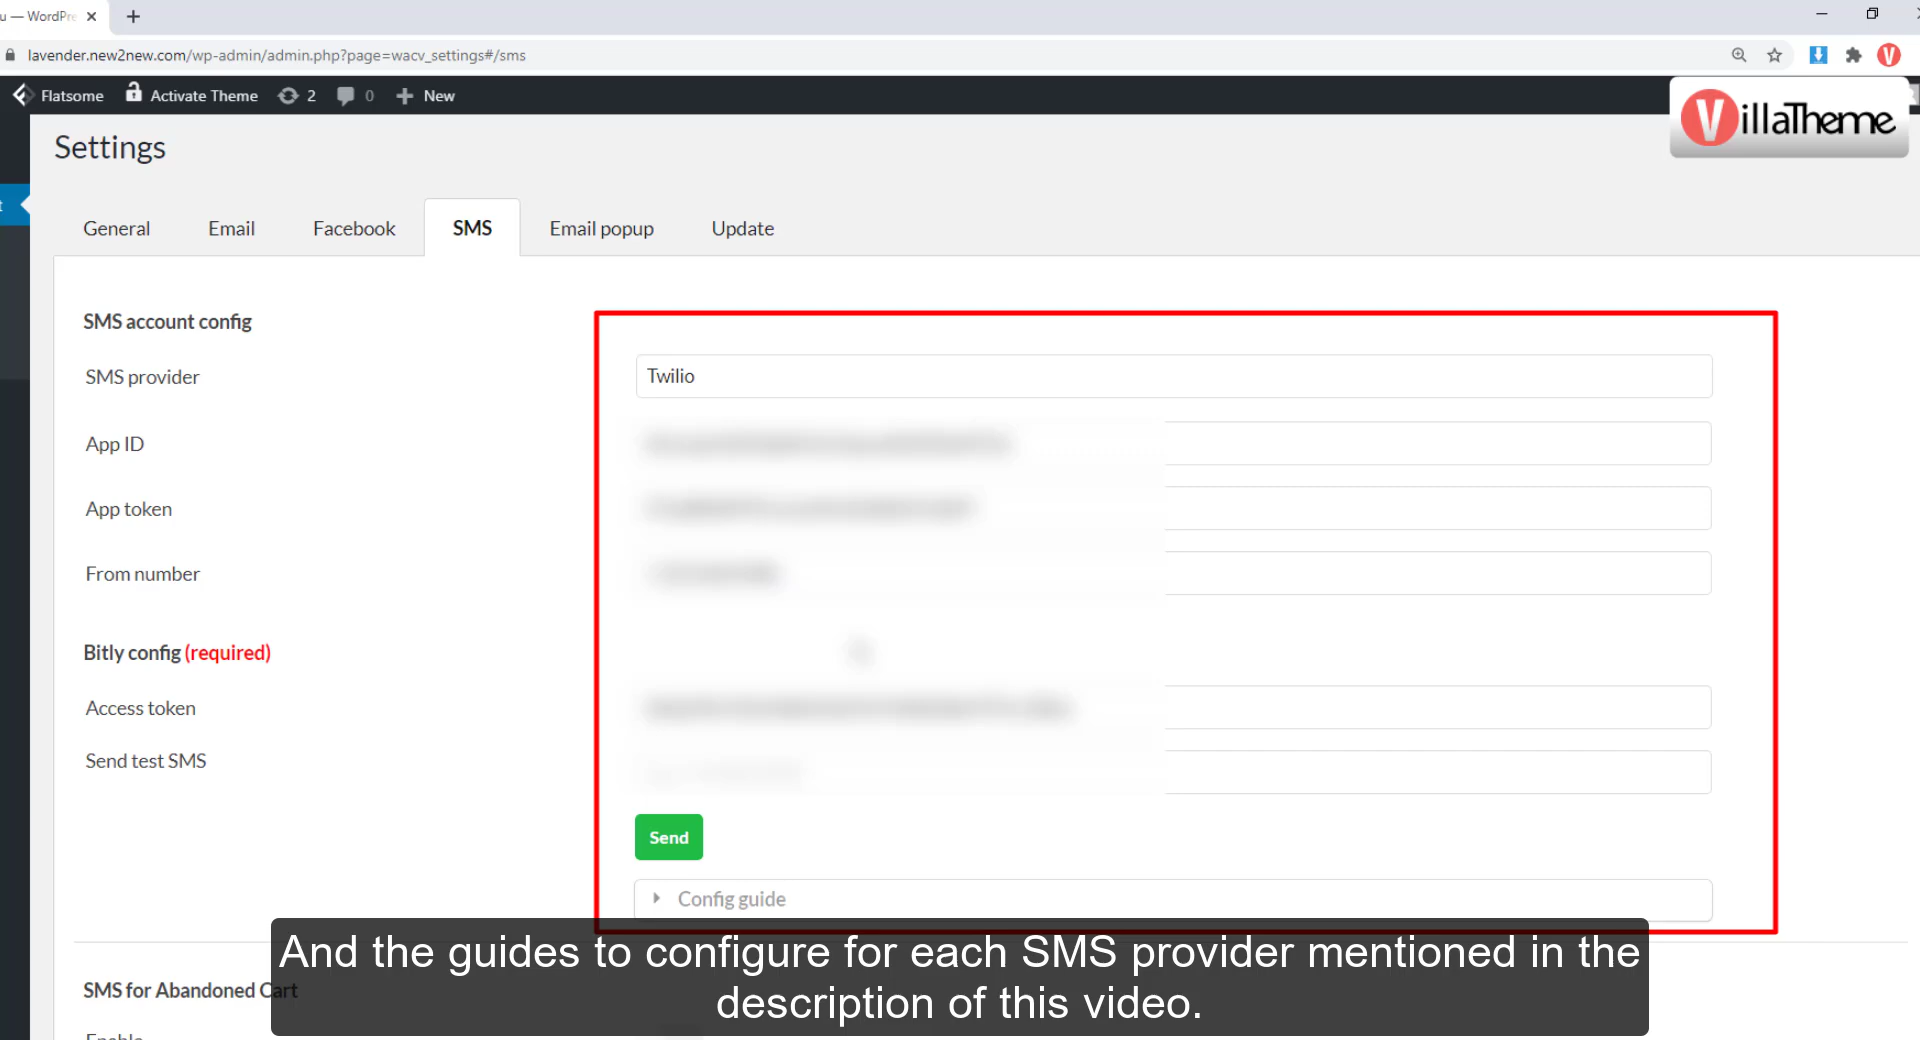 u — WordPre
lavender.new2new.com/wp-admin/admin.php?page=wacv_settings#/sms
Flatsome Activate Theme 2 0 New
VillaTheme
Settings
General Email Facebook SMS Email popup Update
SMS account config
SMS provider Twilio
App ID
App token
From number
Bitly config (required)
Access token
Send test SMS
Send
Config guide
And the guides to configure for each SMS provider mentioned in the
description of this video.
SMS for Abandoned Cart
Enable